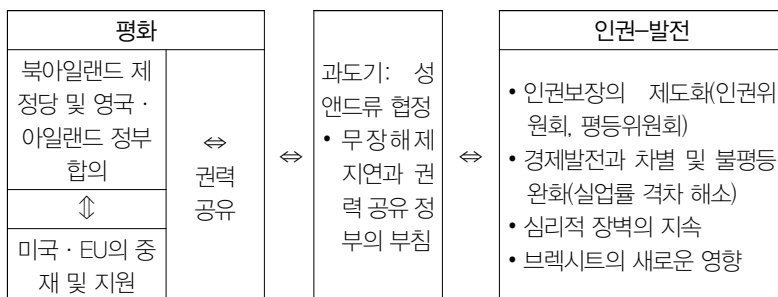 평화
북아일랜드 제
정당 및 영국 ·
아일랜드 정부
합의
⇕
미국 · EU의 중
재 및 지원
⇔
권력
공유
⇔
과도기: 성
앤드류 협정
• 무장해제
지연과 권
력 공유 정
부의 부침
⇔
인권–발전
• 인권보장의 제도화(인권위
원회, 평등위원회)
• 경제발전과 차별 및 불평등
완화(실업률 격차 해소)
• 심리적 장벽의 지속
• 브렉시트의 새로운 영향